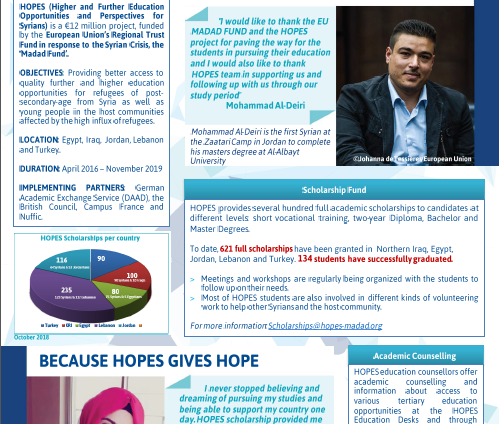 HOPES (Higher and Further Education
Opportunities and Perspectives for
Syrians) is a €12 million project, funded
by the European Union's Regional Trust
Fund in response to the Syrian Crisis, the
'Madad Fund'.
OBJECTIVES: Providing better access to
quality further and higher education
opportunities for refugees of post-
secondary-age from Syria as well as
young people in the host communities
affected by the high influx of refugees.
LOCATION: Egypt, Iraq, Jordan, Lebanon
and Turkey.
DURATION: April 2016 – November 2019
IMPLEMENTING PARTNERS: German
Academic Exchange Service (DAAD), the
British Council, Campus France and
Nuffic.
HOPES Scholarships per country
90
116
100
235
80
Turkey KRI Egypt Lebanon Jordan
October 2018
"I would like to thank the EU
MADAD FUND and the HOPES
project for paving the way for the
students in pursuing their education
and I would also like to thank
HOPES team in supporting us and
following up with us through our
study period"
Mohammad Al-Deiri
Mohammad Al-Deiri is the first Syrian at
the Zaatari Camp in Jordan to complete
his masters degree at Al-Albayt
University
©Johanna de Tessières European Union
Scholarship Fund
HOPES provides several hundred full academic scholarships to candidates at
different levels: short vocational training, two-year Diploma, Bachelor and
Master Degrees.
To date, 621 full scholarships have been granted in Northern Iraq, Egypt,
Jordan, Lebanon and Turkey. 134 students have successfully graduated.
> Meetings and workshops are regularly being organized with the students to
follow up on their needs.
> Most of HOPES students are also involved in different kinds of volunteering
work to help other Syrians and the host community.
For more information Scholarships@hopes-madad.org
BECAUSE HOPES GIVES HOPE
I never stopped believing and
dreaming of pursuing my studies and
being able to support my country one
day. HOPES scholarship provided me
Academic Counselling
HOPES education counsellors offer
academic counselling and
information about access to
various tertiary education
opportunities at the HOPES
Education Desks and through